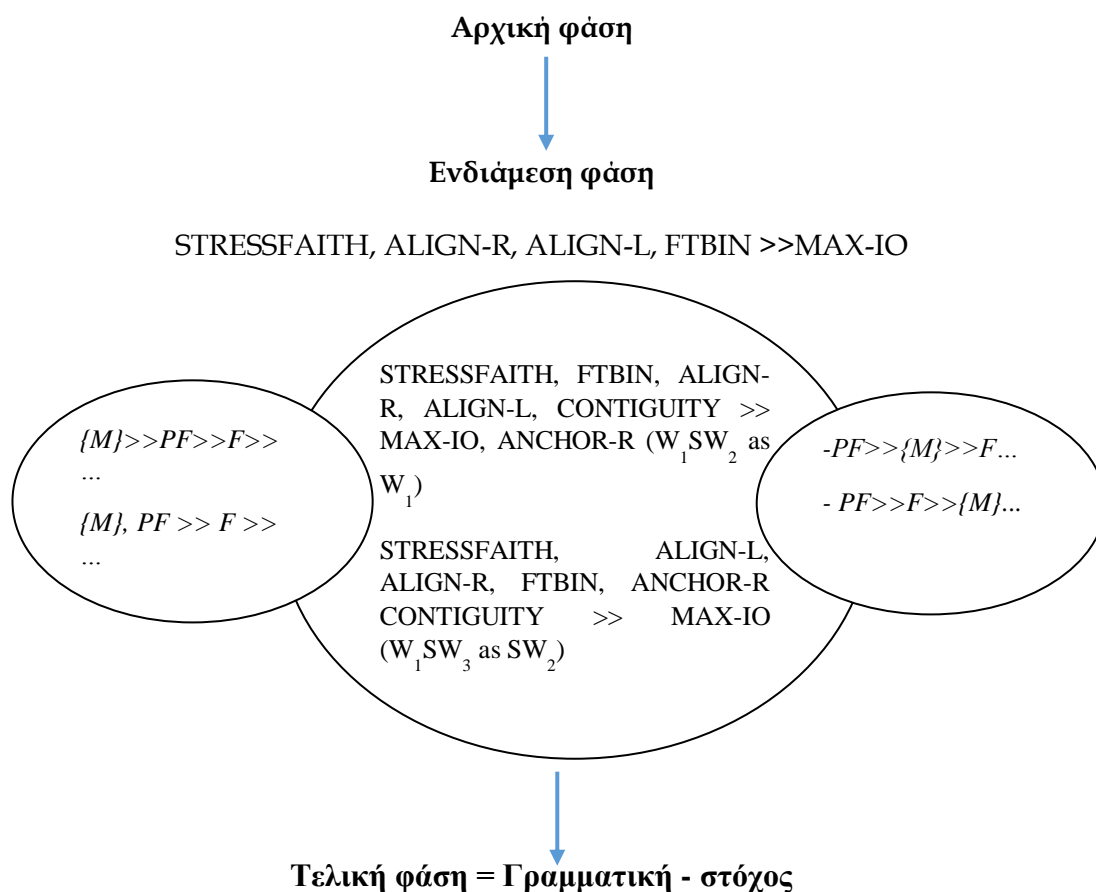 Αρχική φάση
Ενδιάμεση φάση
STRESSFAITH, ALIGN-R, ALIGN-L, FTBIN >>MAX-IO
{M}>>PF>>F>>
...
{M}, PF >> F >>
...
STRESSFAITH, FTBIN, ALIGN-
R, ALIGN-L, CONTIGUITY >>
MAX-IO, ANCHOR-R (W₁SW₂ as
W₁)
STRESSFAITH, ALIGN-L,
ALIGN-R, FTBIN, ANCHOR-R
CONTIGUITY >> MAX-IO
(W₁SW₃ as SW₂)
-PF>>{M}>>F...
- PF>>F>>{M}...
Τελική φάση = Γραμματική - στόχος